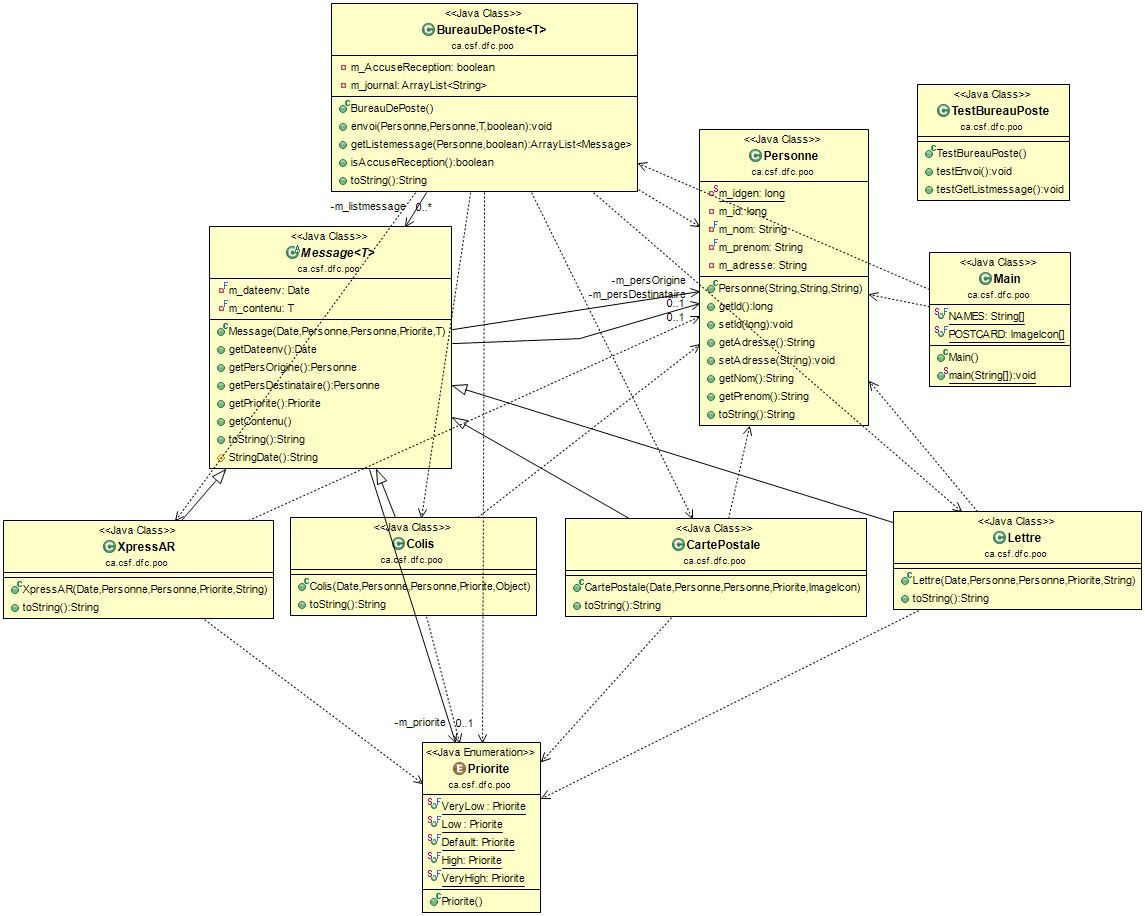 <<Java Class>>
BureauDePoste<T>
ca.csf.dfc.poo
m_AccuseReception: boolean
m_journal: ArrayList<String>
BureauDePoste()
envoi(Personne,Personne,T,boolean):void
getListemessage(Personne,boolean):ArrayList<Message>
isAccuseReception():boolean
toString():String
<<Java Class>>
TestBureauPoste
ca.csf.dfc.poo
TestBureauPoste()
testEnvoi():void
testGetListmessage():void
<<Java Class>>
Personne
ca.csf.dfc.poo
m_idgen: long
m_id: long
m_nom: String
m_prenom: String
m_adresse: String
Personne(String,String,String)
getId():long
setId(long):void
getAdresse():String
setAdresse(String):void
getNom():String
getPrenom():String
toString():String
-m_listmessage 0..*
<<Java Class>>
Message<T>
ca.csf.dfc.poo
m_dateenv: Date
m_contenu: T
Message(Date,Personne,Personne,Priorite,T)
getDateenv():Date
getPersOrigine():Personne
getPersDestinataire():Personne
getPriorite():Priorite
getContenu()
toString():String
StringDate():String
-m_persOrigine
-m_persDestinataire
0..1
0..1
<<Java Class>>
Main
ca.csf.dfc.poo
NAMES: String[]
POSTCARD: ImageIcon[]
Main()
main(String[]):void
<<Java Class>>
XpressAR
ca.csf.dfc.poo
XpressAR(Date,Personne,Personne,Priorite,String)
toString():String
<<Java Class>>
Colis
ca.csf.dfc.poo
Colis(Date,Personne,Personne,Priorite,Object)
toString():String
<<Java Class>>
CartePostale
ca.csf.dfc.poo
CartePostale(Date,Personne,Personne,Priorite,ImageIcon)
toString():String
<<Java Class>>
Lettre
ca.csf.dfc.poo
Lettre(Date,Personne,Personne,Priorite,String)
toString():String
-m_priorite 0..1
<<Java Enumeration>>
Priorite
ca.csf.dfc.poo
VeryLow : Priorite
Low : Priorite
Default: Priorite
High: Priorite
VeryHigh: Priorite
Priorite()